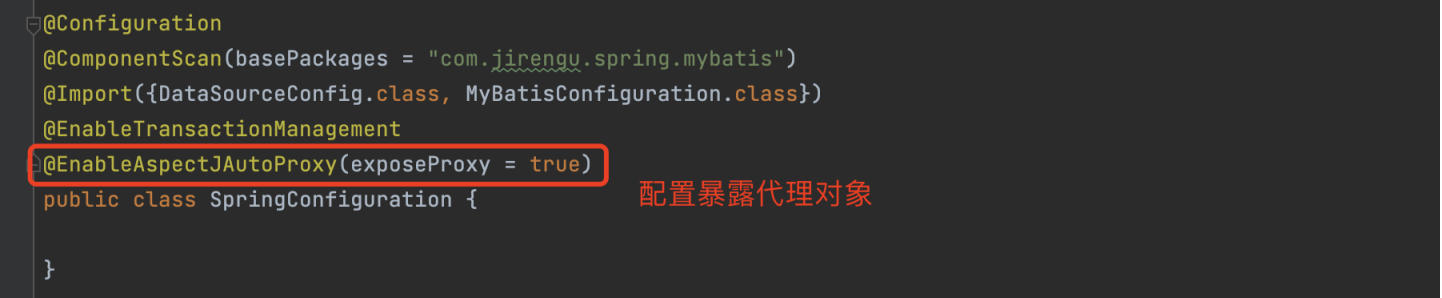 @Configuration
@ComponentScan(basePackages = "com.jirengu.spring.mybatis")
@Import({DataSourceConfig.class, MyBatisConfiguration.class})
@EnableTransactionManagement
@EnableAspectJAutoProxy(exposeProxy = true)
public class SpringConfiguration {
配置暴露代理对象
}